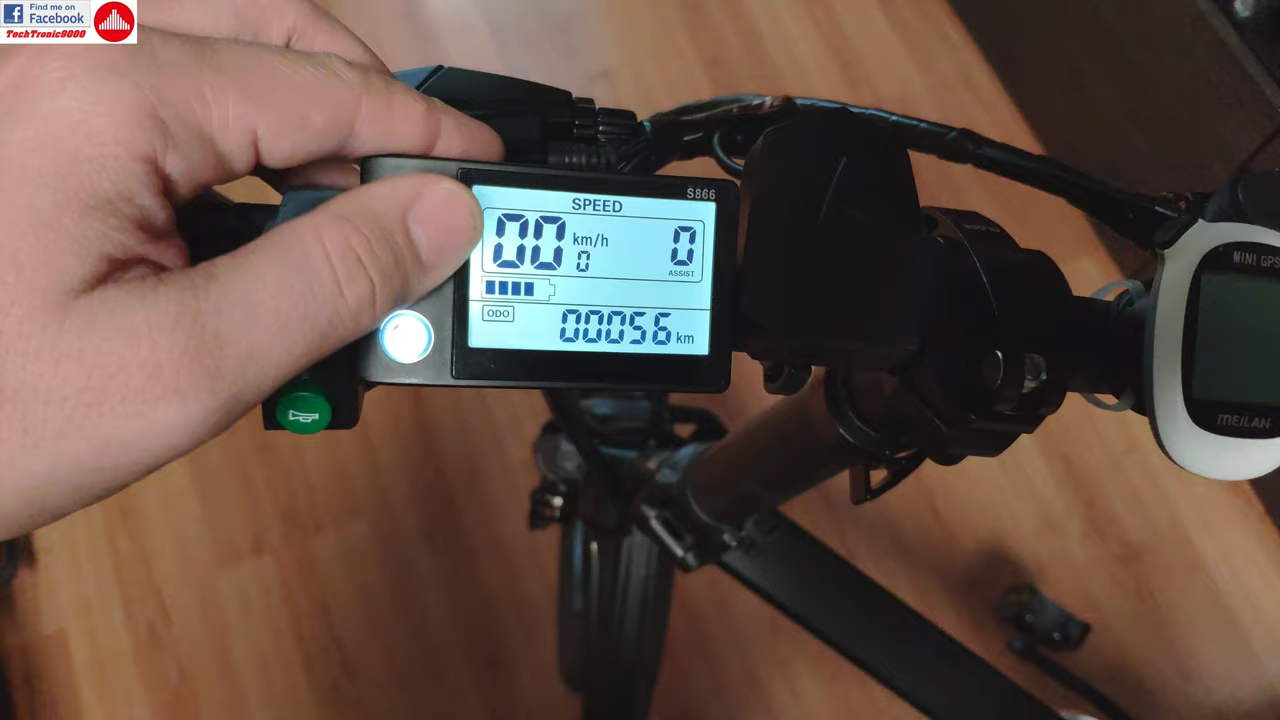 Find me on
Facebook
TechTronic9000
S866
SPEED
00 km/h
0
0
ASSIST
ODO
00056 km
MINI GPS
MEILAN